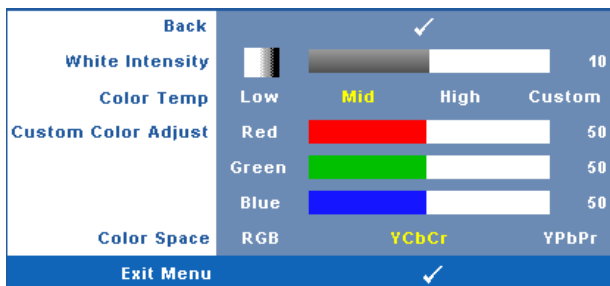 Back
White Intensity 10
Color Temp Low Mid High Custom
Custom Color Adjust Red 50
Green 50
Blue 50
Color Space RGB YCbCr YPbPr
Exit Menu